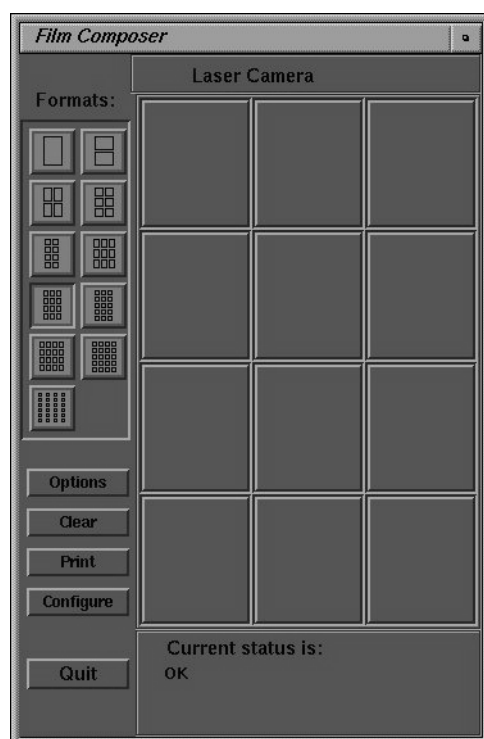 Film Composer
Laser Camera
Formats:
Options
Clear
Print
Configure
Quit
Current status is:
OK